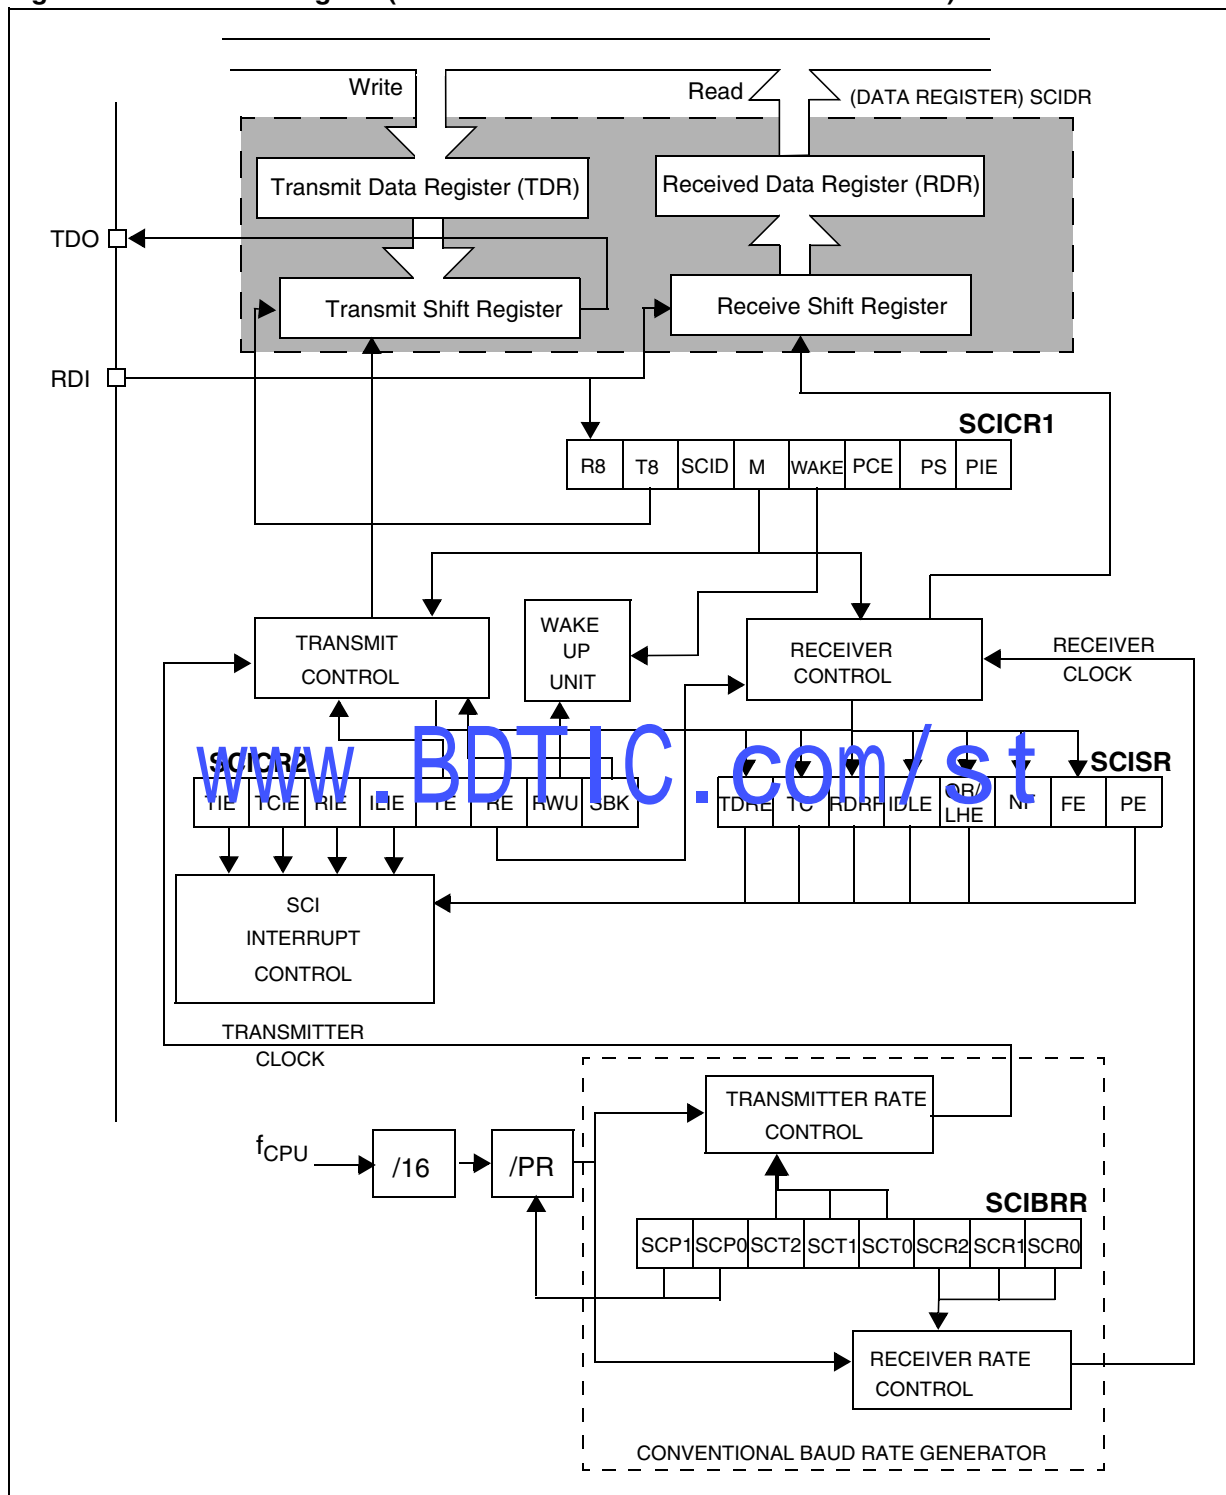 Write
Read
(DATA REGISTER) SCIDR
Transmit Data Register (TDR)
Received Data Register (RDR)
TDO
Transmit Shift Register
Receive Shift Register
RDI
SCICR1
R8 T8 SCID M WAKE PCE PS PIE
TRANSMIT
CONTROL
WAKE
UP
UNIT
RECEIVER
CONTROL
RECEIVER
CLOCK
www.BDTIC.com/st
SCICR2
SCISR
TIE TCIE RIE ILIE TE RE RWU SBK
TDRE TC RDRF IDLE OR/
LHE NF FE PE
SCI
INTERRUPT
CONTROL
TRANSMITTER
CLOCK
TRANSMITTER RATE
CONTROL
fCPU
/16
/PR
SCIBRR
SCP1 SCP0 SCT2 SCT1 SCT0 SCR2 SCR1 SCR0
RECEIVER RATE
CONTROL
CONVENTIONAL BAUD RATE GENERATOR